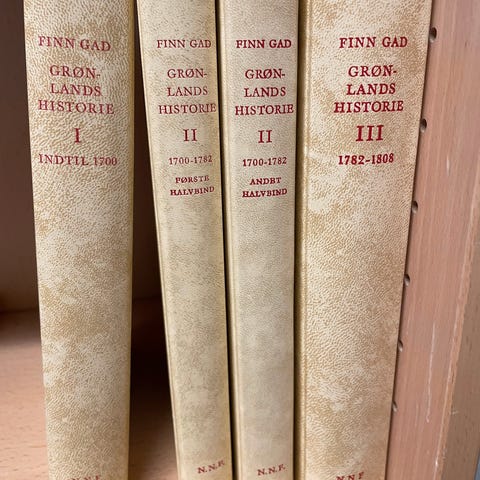 FINN GAD
GRØN-
LANDS
HISTORIE
I
INDTIL 1700
FINN GAD
GRØN-
LANDS
HISTORIE
II
1700-1782
FØRSTE
HALVBIND
N.N.F.
FINN GAD
GRØN-
LANDS
HISTORIE
II
1700-1782
ANDET
HALVBIND
N.N.F.
FINN GAD
GRØN-
LANDS
HISTORIE
III
1782-1808
N.N.F.